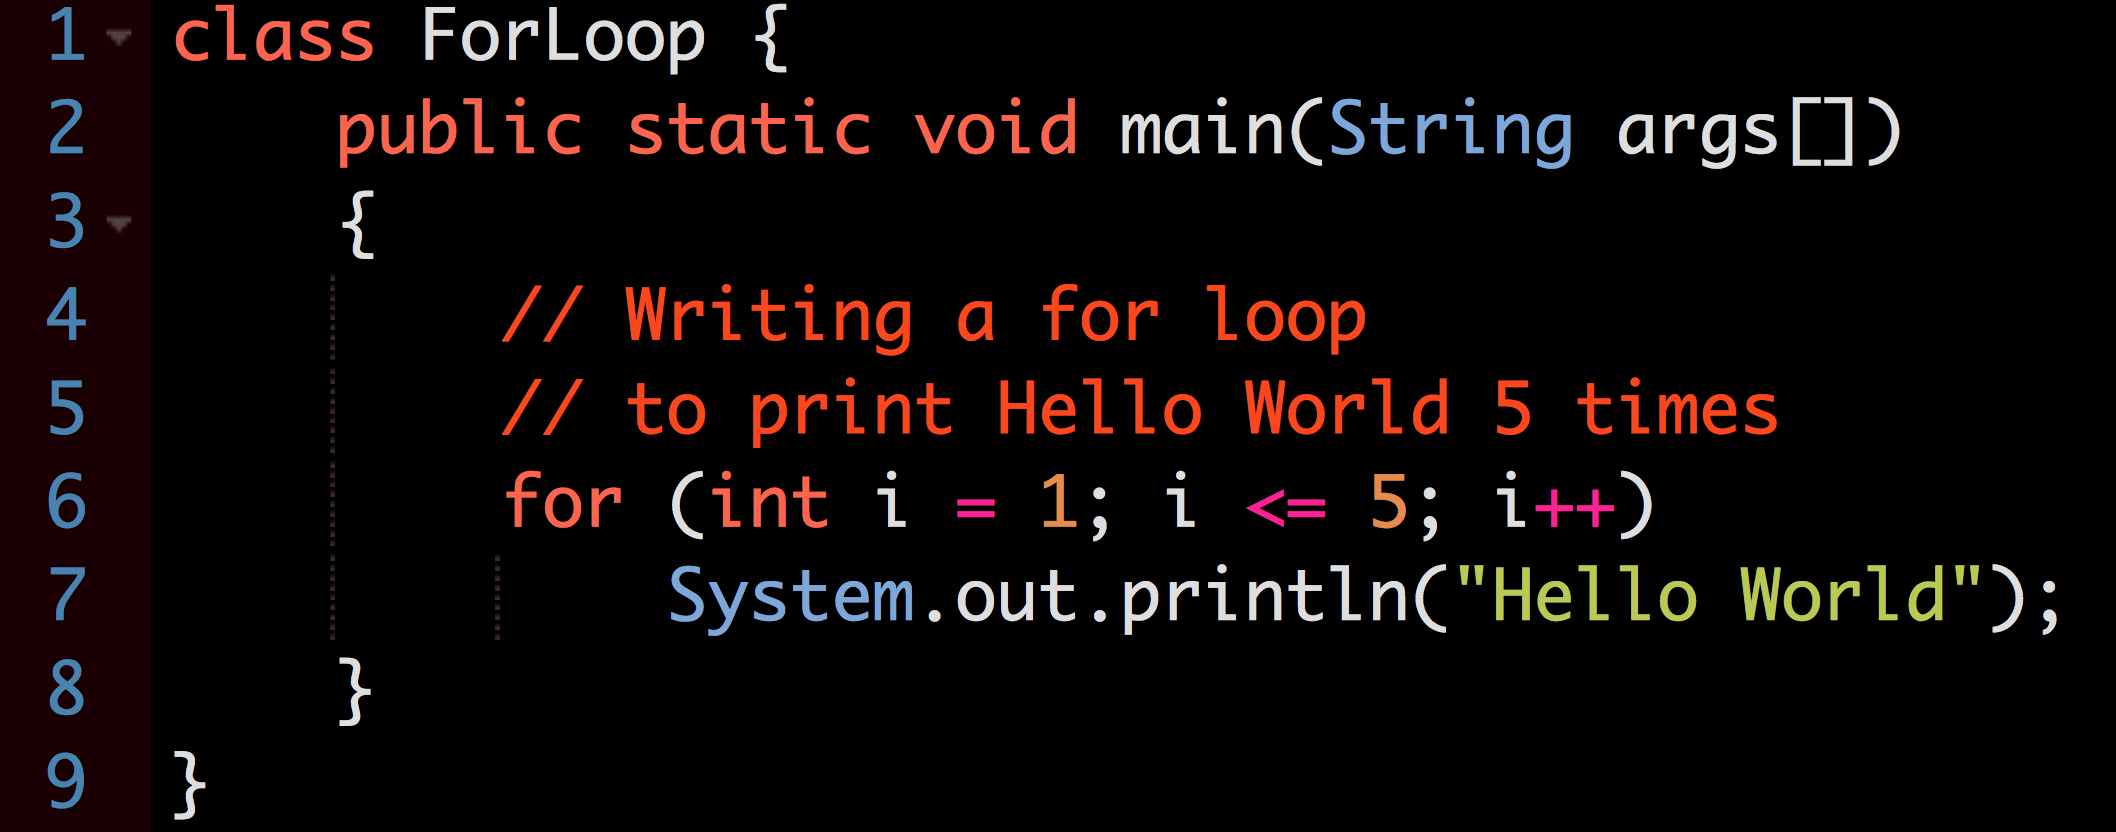 1 class ForLoop {
2     public static void main(String args[])
3     {
4         // Writing a for loop
5         // to print Hello World 5 times
6         for (int i = 1; i <= 5; i++)
7             System.out.println("Hello World");
8     }
9 }